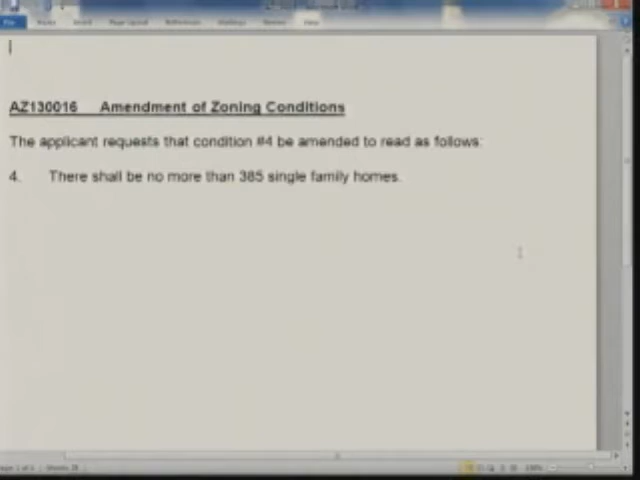 File
AZ130016 Amendment of Zoning Conditions
The applicant requests that condition #4 be amended to read as follows:
4. There shall be no more than 385 single family homes.